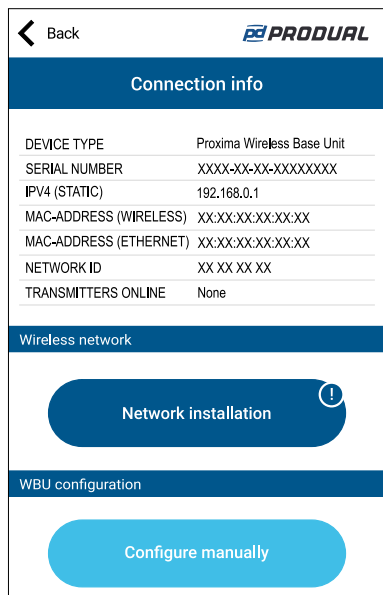 Back
pd PRODUAL
Connection info
DEVICE TYPE Proxima Wireless Base Unit
SERIAL NUMBER XXXX-XX-XX-XXXXXXXX
IPV4 (STATIC) 192.168.0.1
MAC-ADDRESS (WIRELESS) XX:XX:XX:XX:XX:XX
MAC-ADDRESS (ETHERNET) XX:XX:XX:XX:XX:XX
NETWORK ID XX XX XX XX
TRANSMITTERS ONLINE None
Wireless network
Network installation !
WBU configuration
Configure manually